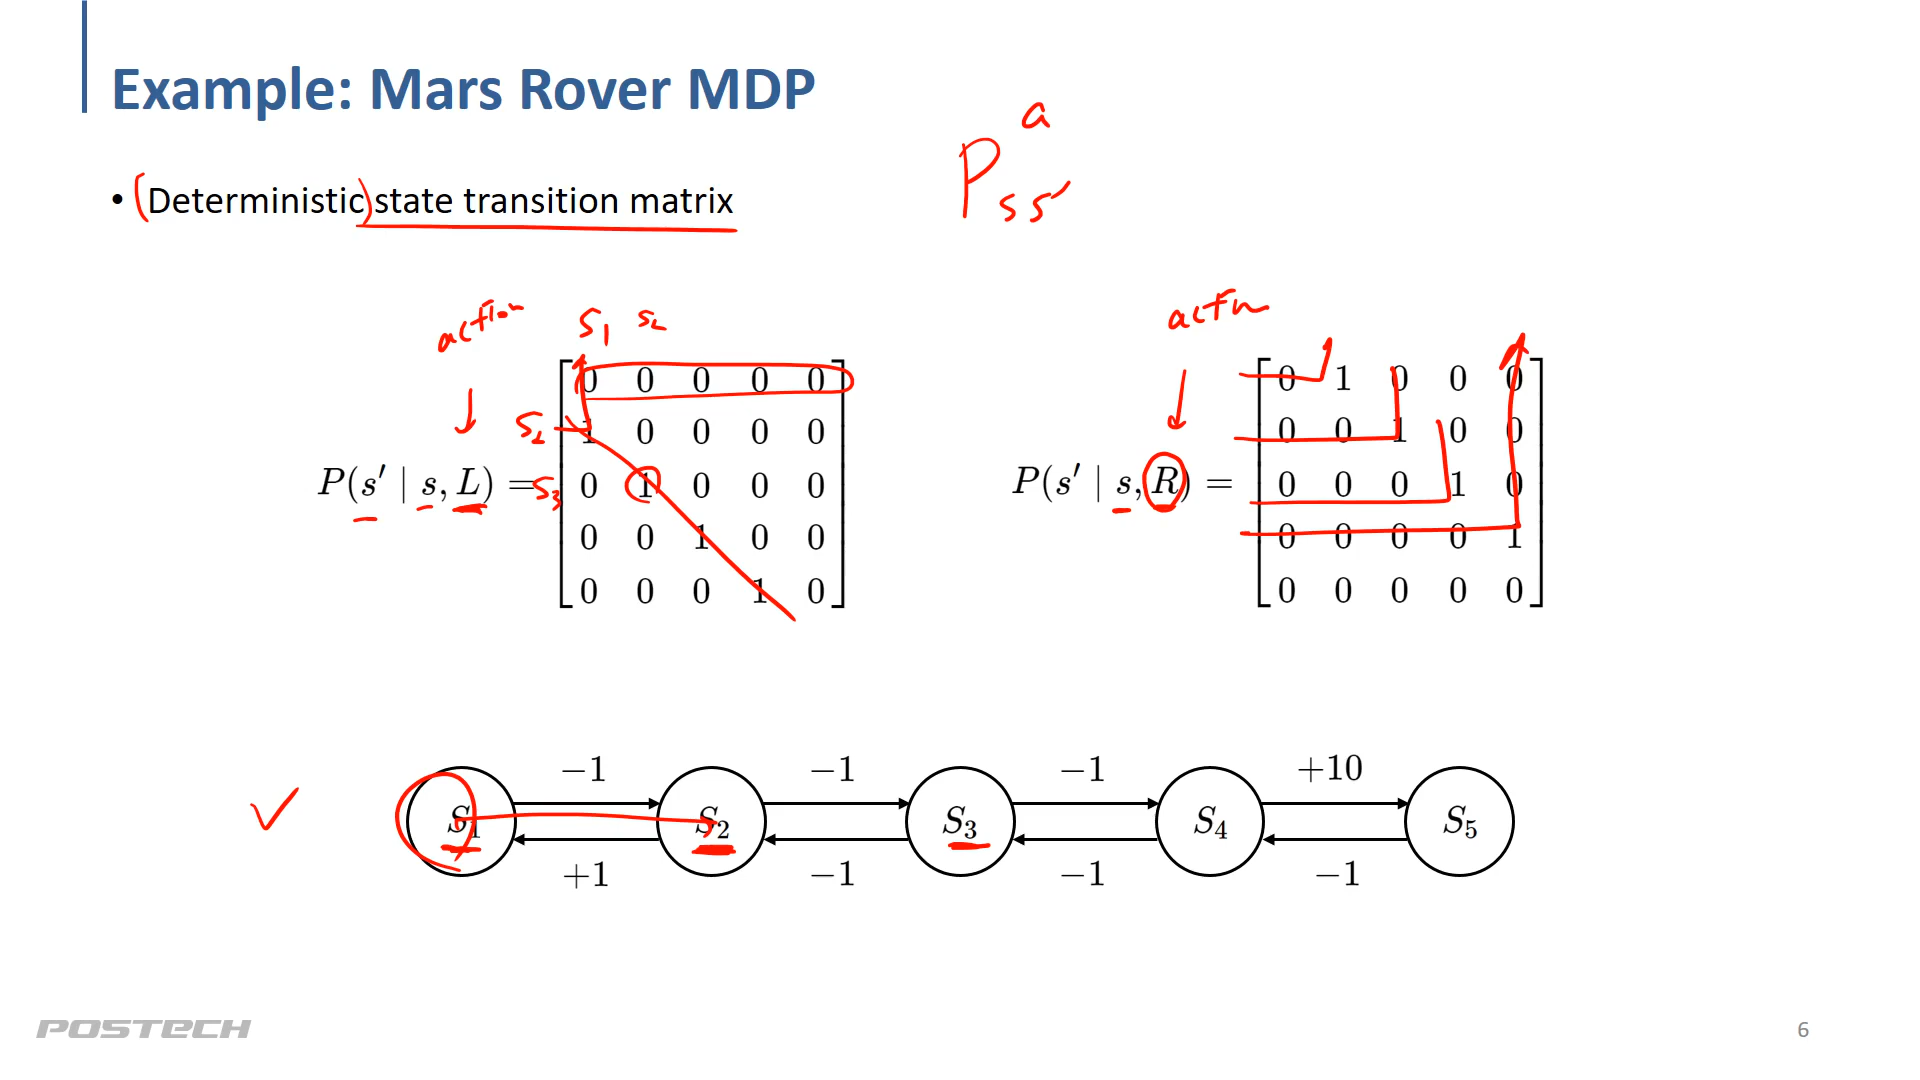 Example: Mars Rover MDP
• (Deterministic) state transition matrix
P^a_{ss'}
action
S1 S2
S2
S3
P(s′ | s, L) =
0 0 0 0 0
1 0 0 0 0
0 1 0 0 0
0 0 1 0 0
0 0 0 1 0
P(s′ | s, R) =
0 1 0 0 0
0 0 1 0 0
0 0 0 1 0
0 0 0 0 1
0 0 0 0 0
−1 −1 −1 +10
S1 S2 S3 S4 S5
+1 −1 −1 −1
POSTECH
6